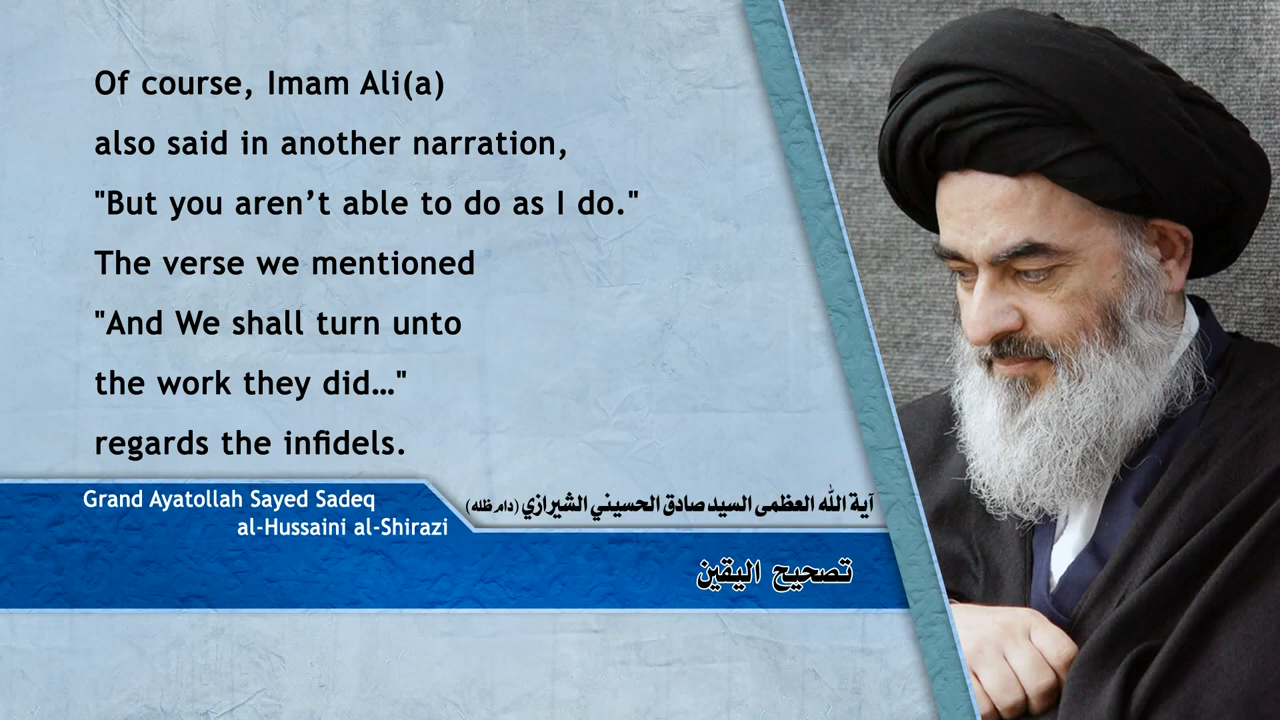 Of course, Imam Ali(a)
also said in another narration,
"But you aren’t able to do as I do."
The verse we mentioned
"And We shall turn unto
the work they did…"
regards the infidels.
Grand Ayatollah Sayed Sadeq
al-Hussaini al-Shirazi
آية الله العظمى السيد صادق الحسيني الشيرازي (دام ظله)
تصحيح اليقين